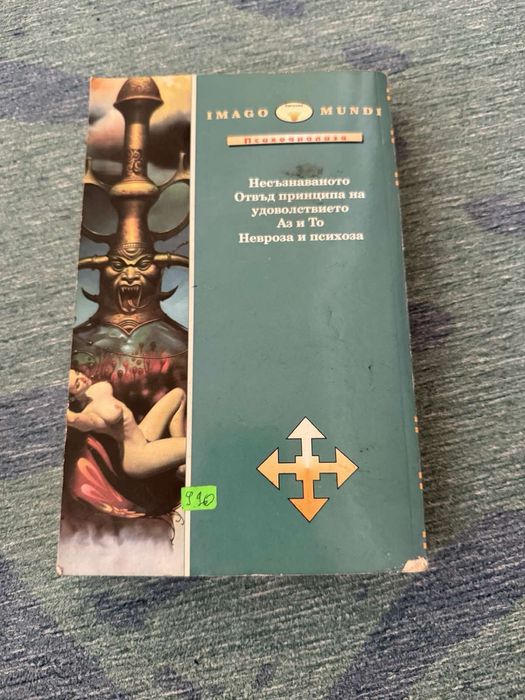 IMAGO MUNDI
Психоанализа
Несъзнаваното
Отвъд принципа на
удоволствието
Аз и То
Невроза и психоза